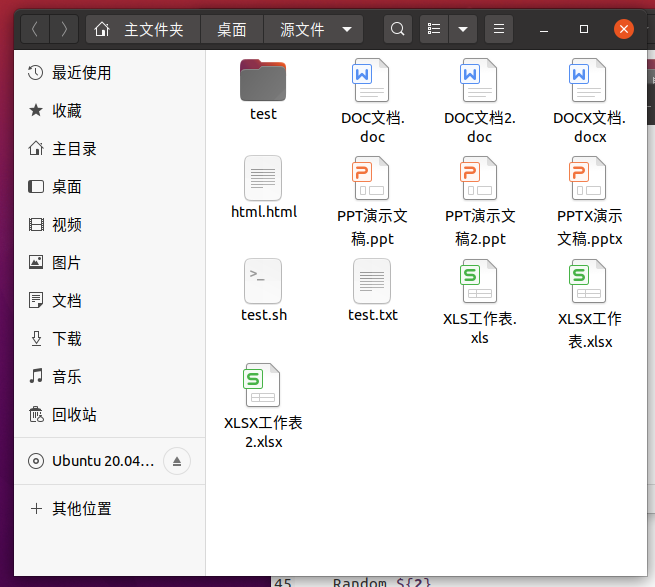 主文件夹 桌面 源文件
最近使用
收藏
主目录
桌面
视频
图片
文档
下载
音乐
回收站
Ubuntu 20.04…
其他位置
test
DOC文档.
doc
DOC文档2.
doc
DOCX文档.
docx
html.html
PPT演示文
稿.ppt
PPT演示文
稿2.ppt
PPTX演示
文稿.pptx
test.sh
test.txt
XLS工作表.
xls
XLSX工作
表.xlsx
XLSX工作表
2.xlsx
45 Random ${2}